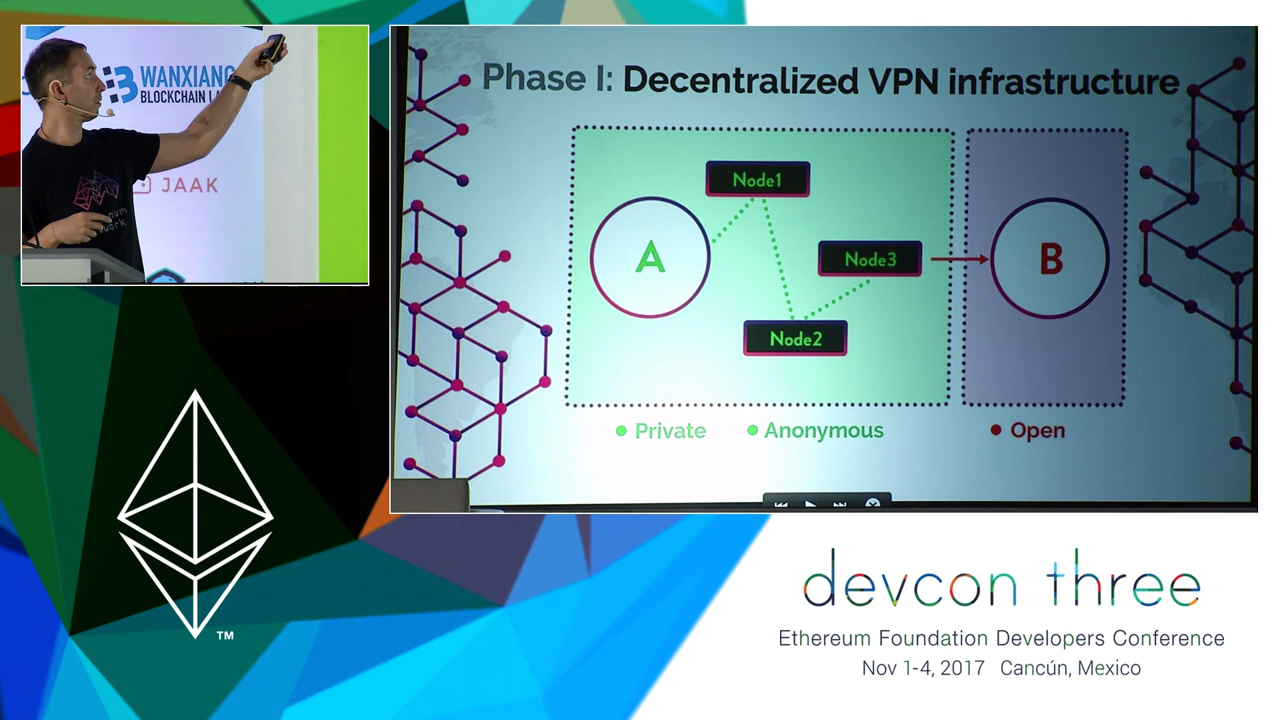 WANXIANG
BLOCKCHAIN LA
JAAK
Phase I: Decentralized VPN infrastructure
Node1
A
Node3
B
Node2
Private
Anonymous
Open
TM
devcon three
Ethereum Foundation Developers Conference
Nov 1-4, 2017 Cancún, Mexico